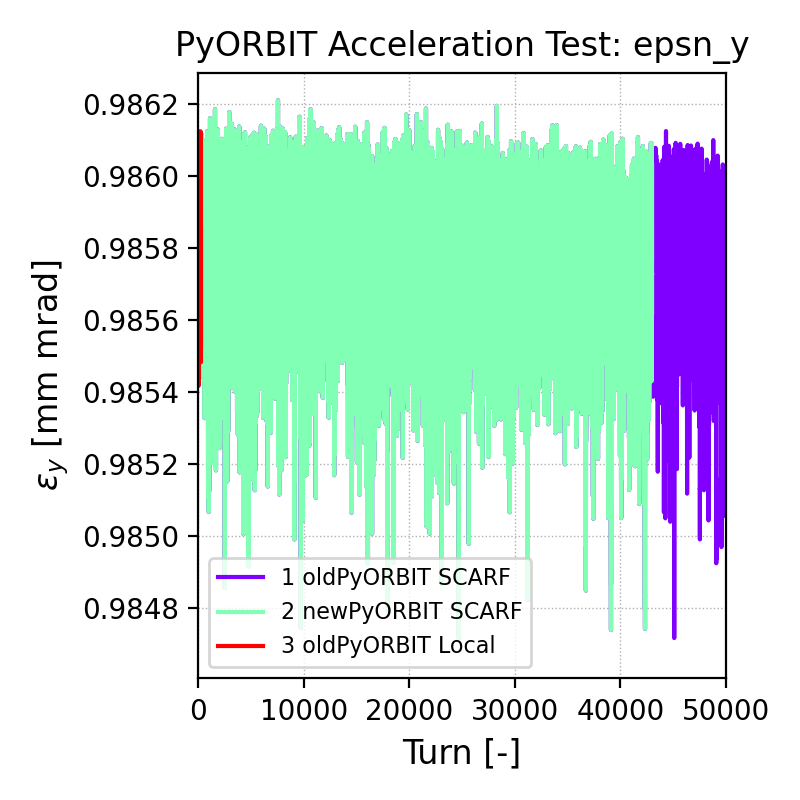 PyORBIT Acceleration Test: epsn_y
0.9862
0.9860
0.9858
0.9856
0.9854
0.9852
0.9850
0.9848
εy [mm mrad]
1 oldPyORBIT SCARF
2 newPyORBIT SCARF
3 oldPyORBIT Local
0 10000 20000 30000 40000 50000
Turn [-]